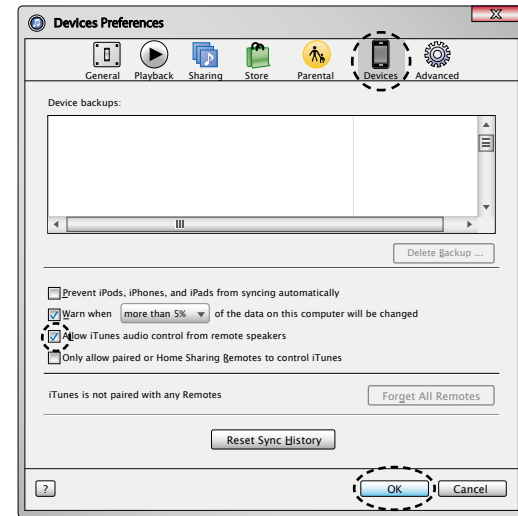 Devices Preferences
General Playback Sharing Store Parental Devices Advanced
Device backups:
Delete Backup ...
Prevent iPods, iPhones, and iPads from syncing automatically
Warn when more than 5% of the data on this computer will be changed
Allow iTunes audio control from remote speakers
Only allow paired or Home Sharing Remotes to control iTunes
iTunes is not paired with any Remotes Forget All Remotes
Reset Sync History
? OK Cancel